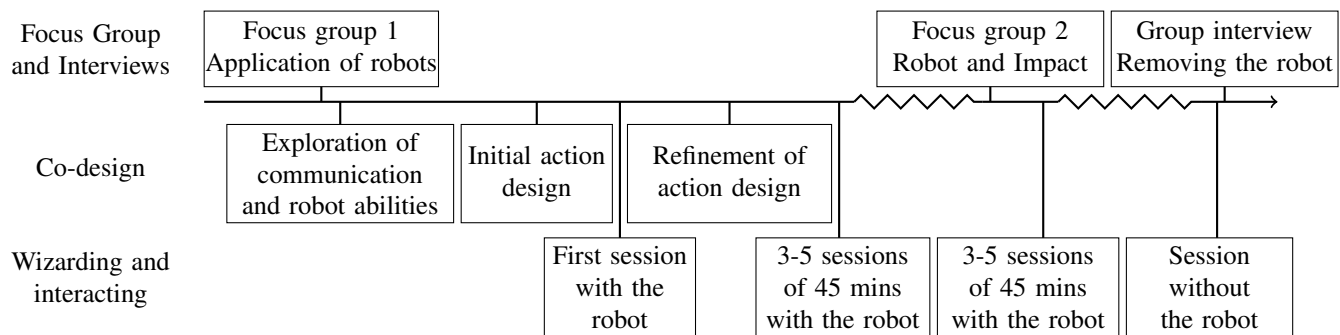 Focus Group
and Interviews
Focus group 1
Application of robots
Focus group 2
Robot and Impact
Group interview
Removing the robot
Co-design
Exploration of
communication
and robot abilities
Initial action
design
Refinement of
action design
Wizarding and
interacting
First session
with the
robot
3-5 sessions
of 45 mins
with the robot
3-5 sessions
of 45 mins
with the robot
Session
without
the robot